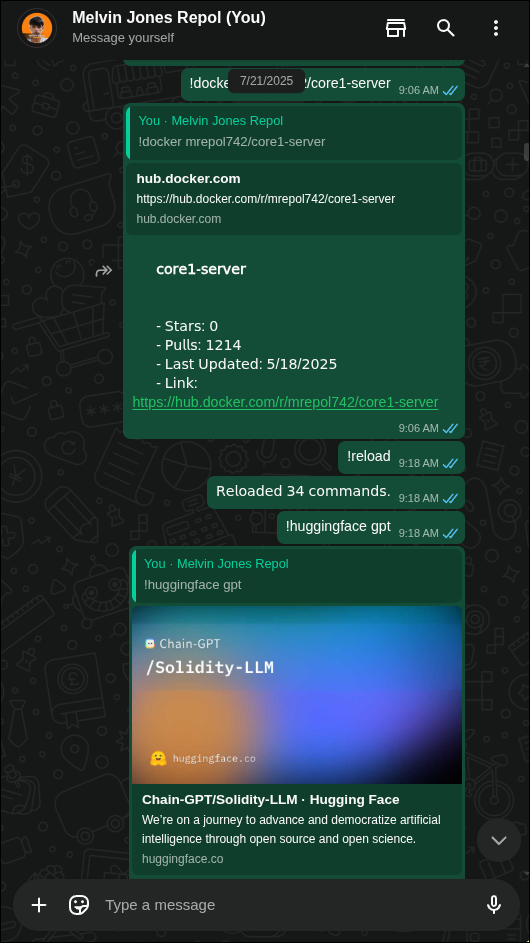 Melvin Jones Repol (You)
Message yourself
7/21/2025
!docke 2/core1-server
9:06 AM
You · Melvin Jones Repol
!docker mrepol742/core1-server
hub.docker.com
https://hub.docker.com/r/mrepol742/core1-server
hub.docker.com
core1-server
- Stars: 0
- Pulls: 1214
- Last Updated: 5/18/2025
- Link:
https://hub.docker.com/r/mrepol742/core1-server
9:06 AM
!reload
9:18 AM
Reloaded 34 commands.
9:18 AM
!huggingface gpt
9:18 AM
You · Melvin Jones Repol
!huggingface gpt
Chain-GPT
/Solidity-LLM
huggingface.co
Chain-GPT/Solidity-LLM · Hugging Face
We're on a journey to advance and democratize artificial
intelligence through open source and open science.
huggingface.co
Type a message